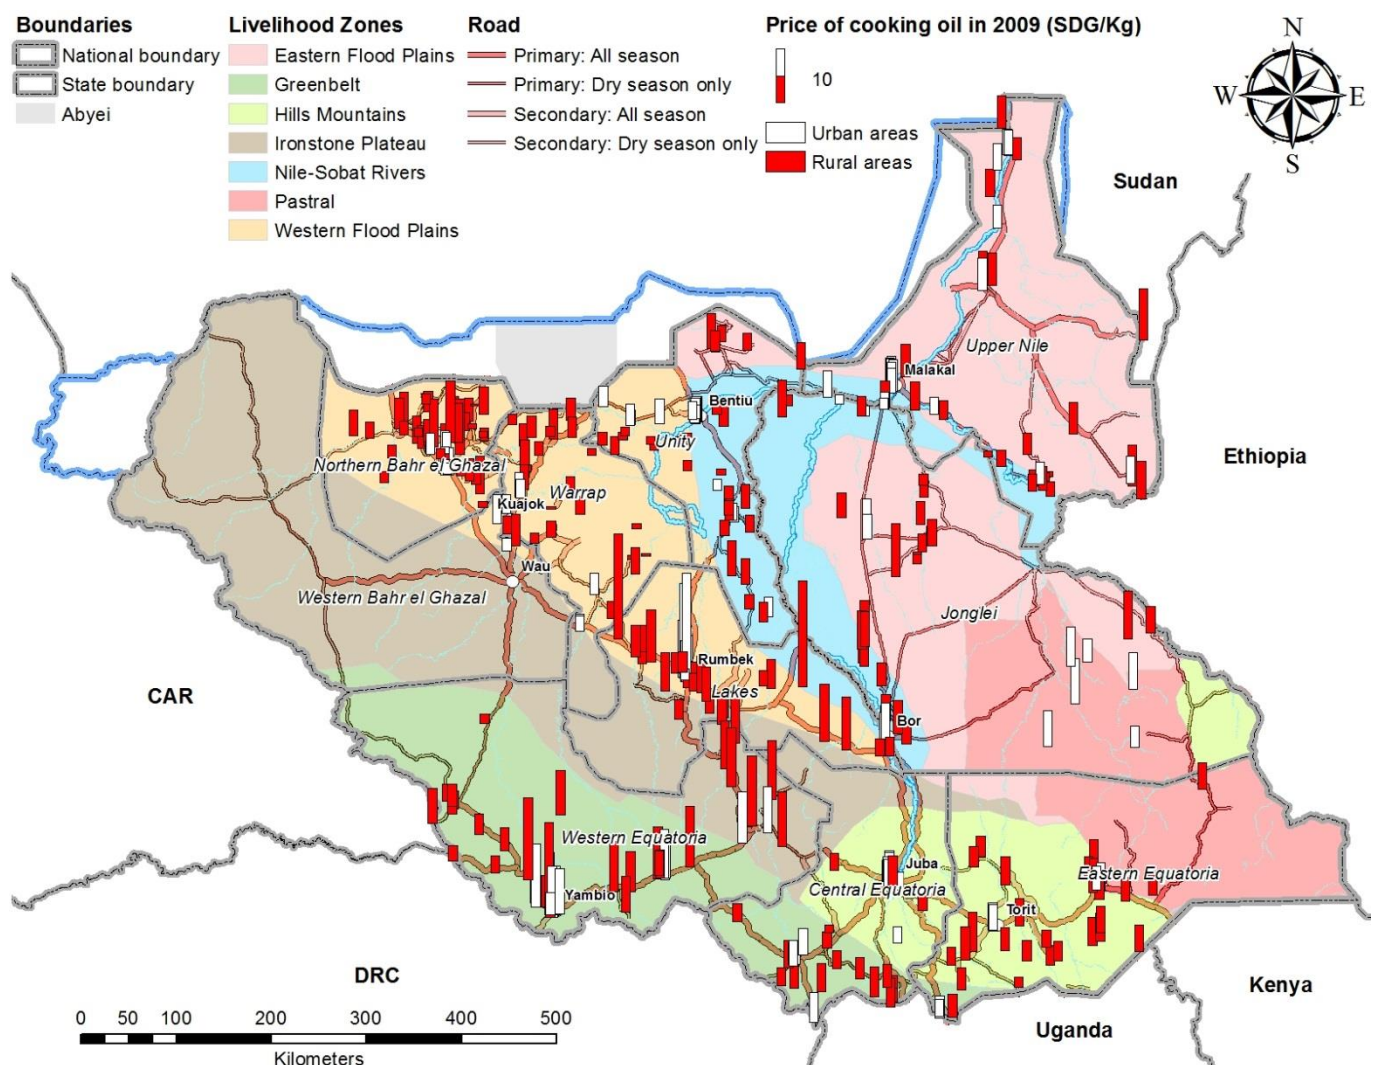 Boundaries
National boundary
State boundary
Abyei
Livelihood Zones
Eastern Flood Plains
Greenbelt
Hills Mountains
Ironstone Plateau
Nile-Sobat Rivers
Pastral
Western Flood Plains
Road
Primary: All season
Primary: Dry season only
Secondary: All season
Secondary: Dry season only
Price of cooking oil in 2009 (SDG/Kg)
10
Urban areas
Rural areas
N
W E
S
Sudan
Upper Nile
Malakal
Bentiu
Unity
Ethiopia
Northern Bahr el Ghazal
Warrap
Kuajok
Wau
Western Bahr el Ghazal
Jonglei
Rumbek
Lakes
CAR
Bor
Western Equatoria
Juba
Eastern Equatoria
Central Equatoria
Yambio
Torit
DRC
Kenya
Uganda
0 50 100 200 300 400 500
Kilometers